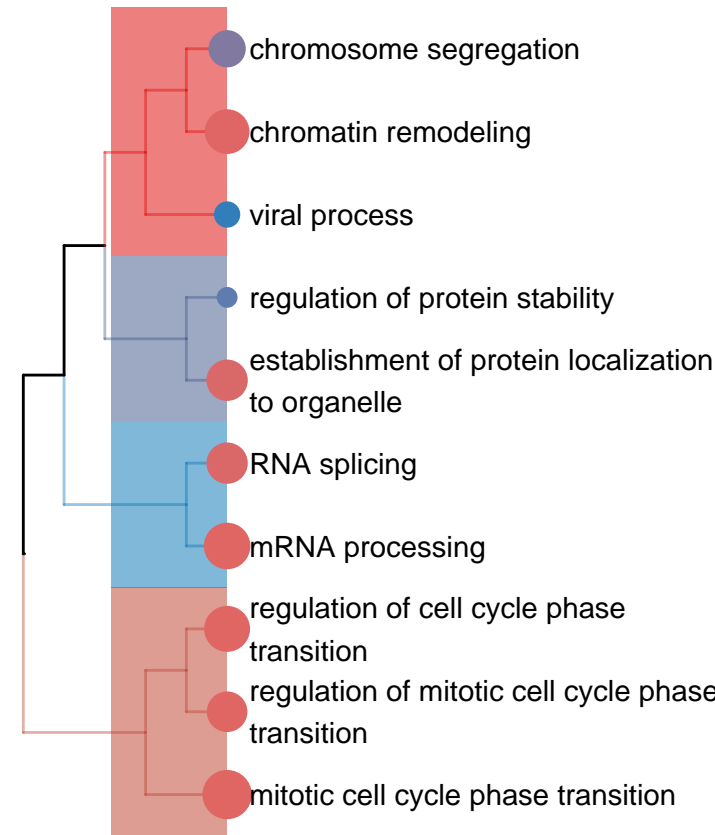 chromosome segregation
chromatin remodeling
viral process
regulation of protein stability
establishment of protein localization
to organelle
RNA splicing
mRNA processing
regulation of cell cycle phase
transition
regulation of mitotic cell cycle phase
transition
mitotic cell cycle phase transition